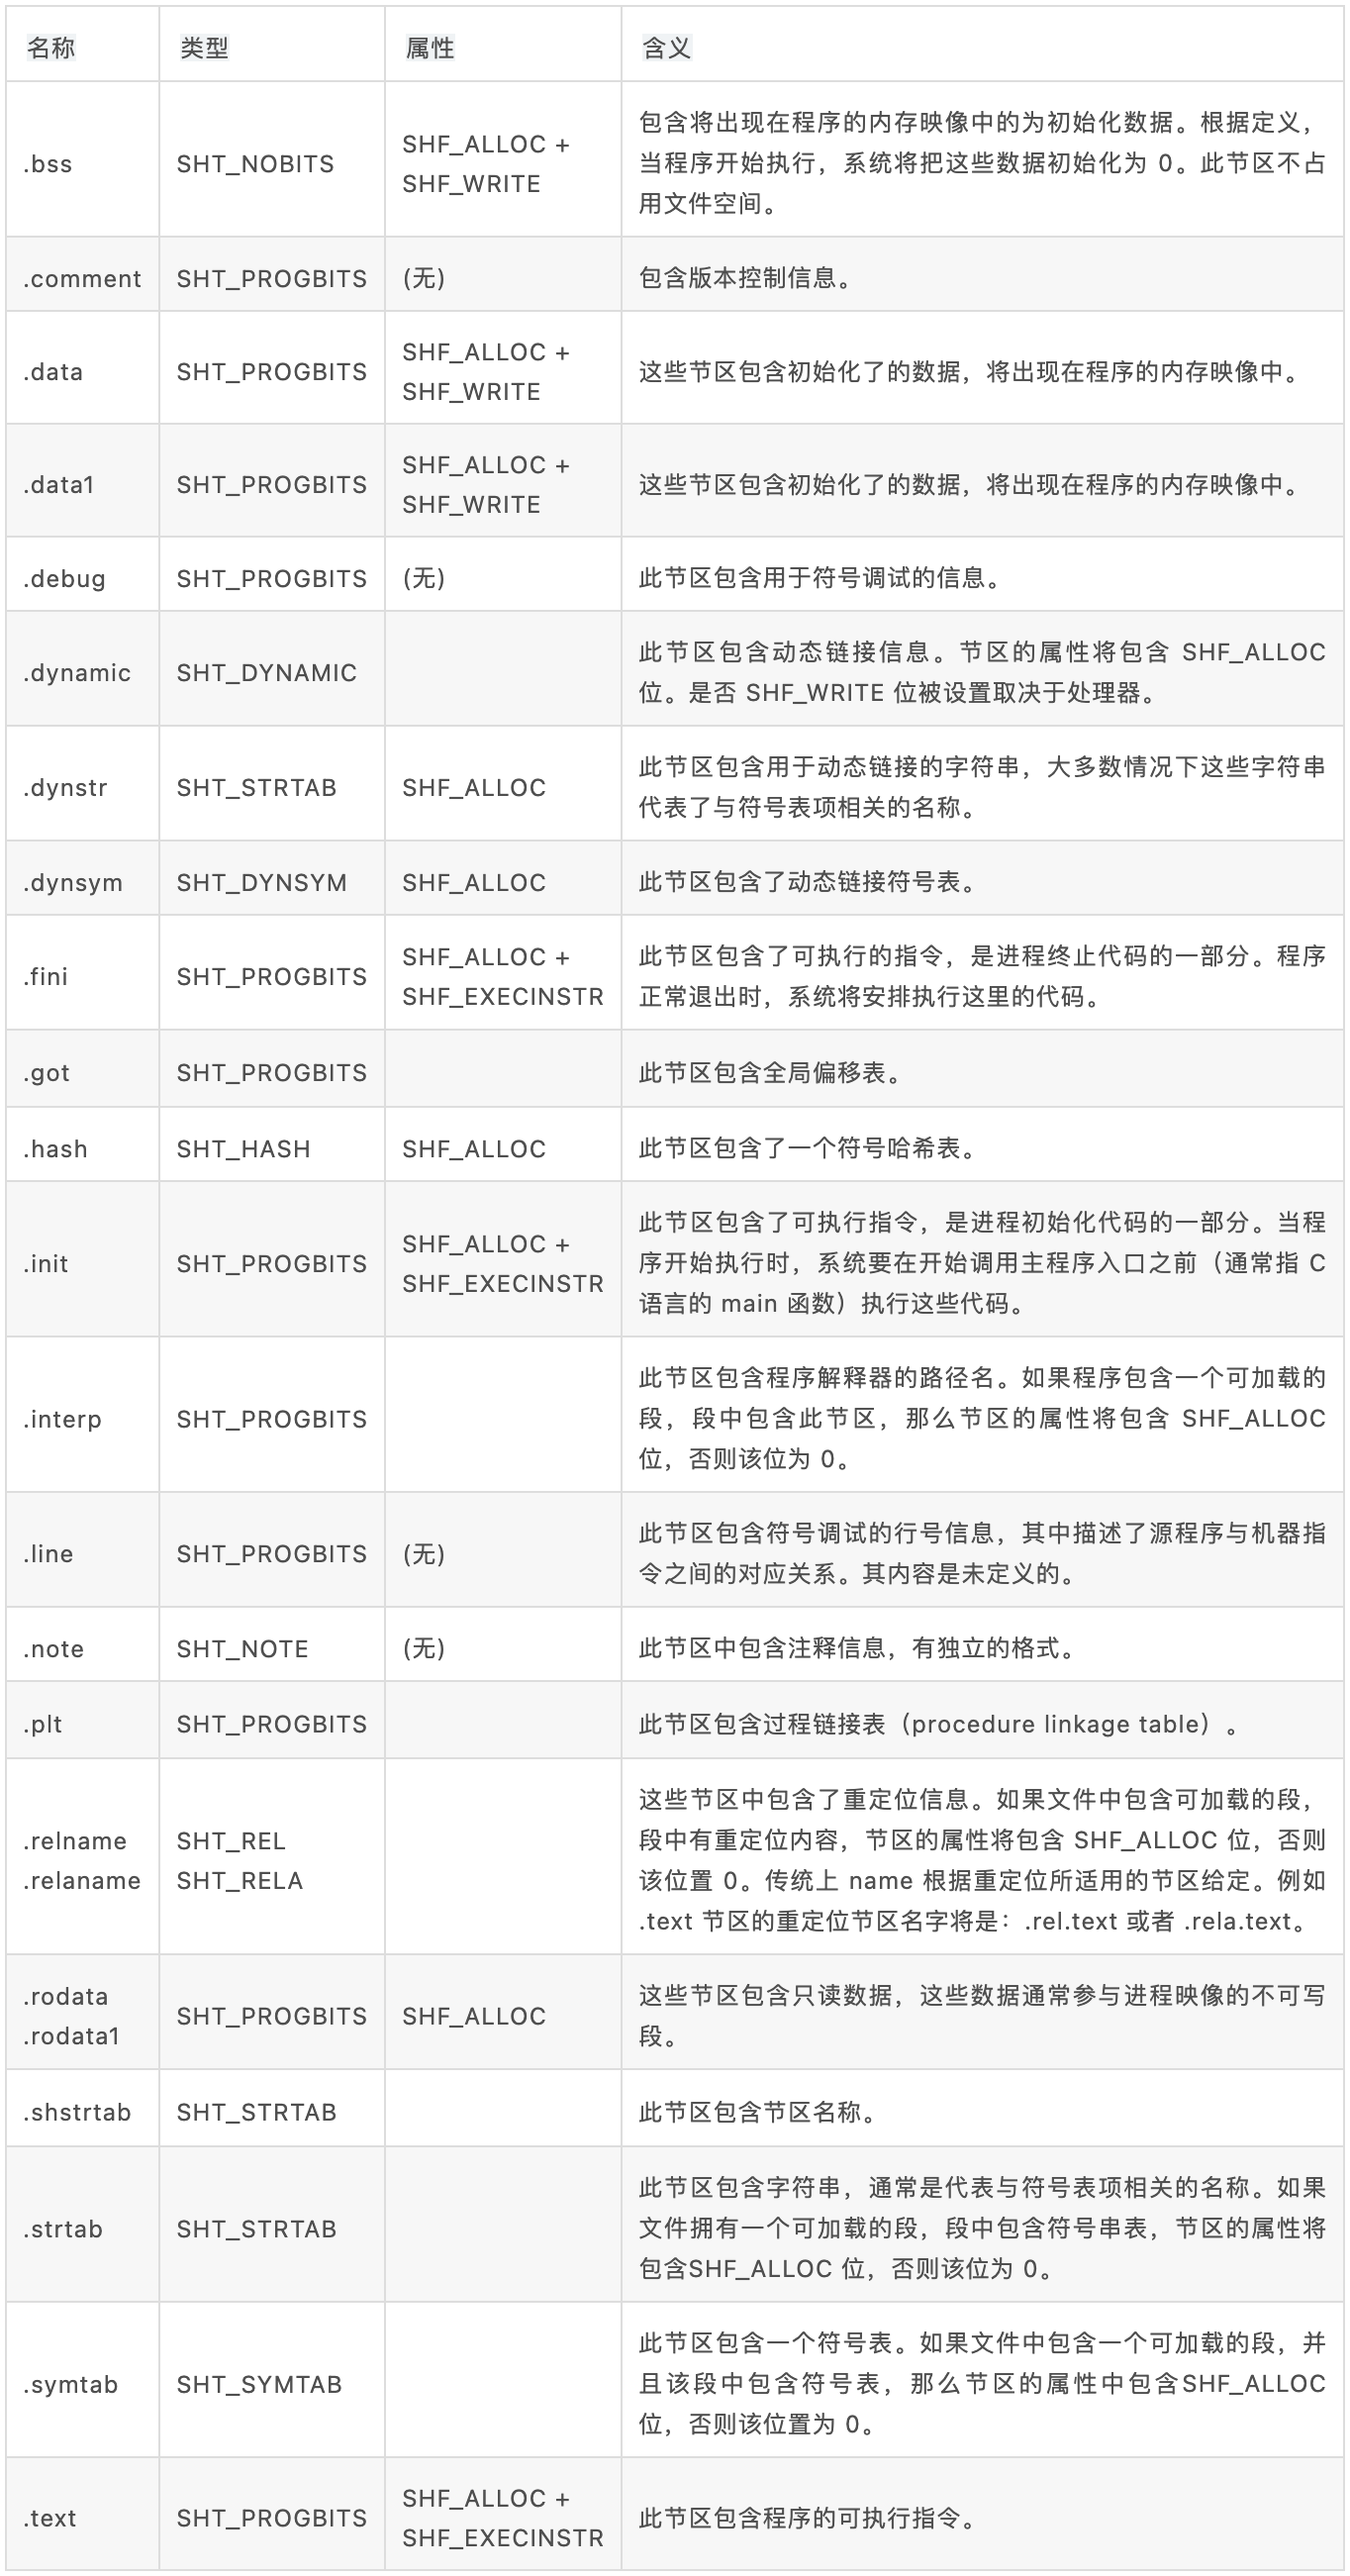 名称 类型 属性 含义
.bss SHT_NOBITS SHF_ALLOC +
SHF_WRITE 包含将出现在程序的内存映像中的为初始化数据。根据定义，
当程序开始执行，系统将把这些数据初始化为 0。此节区不占
用文件空间。
.comment SHT_PROGBITS (无) 包含版本控制信息。
.data SHT_PROGBITS SHF_ALLOC +
SHF_WRITE 这些节区包含初始化了的数据，将出现在程序的内存映像中。
.data1 SHT_PROGBITS SHF_ALLOC +
SHF_WRITE 这些节区包含初始化了的数据，将出现在程序的内存映像中。
.debug SHT_PROGBITS (无) 此节区包含用于符号调试的信息。
.dynamic SHT_DYNAMIC 此节区包含动态链接信息。节区的属性将包含 SHF_ALLOC
位。是否 SHF_WRITE 位被设置取决于处理器。
.dynstr SHT_STRTAB SHF_ALLOC 此节区包含用于动态链接的字符串，大多数情况下这些字符串
代表了与符号表项相关的名称。
.dynsym SHT_DYNSYM SHF_ALLOC 此节区包含了动态链接符号表。
.fini SHT_PROGBITS SHF_ALLOC +
SHF_EXECINSTR 此节区包含了可执行的指令，是进程终止代码的一部分。程序
正常退出时，系统将安排执行这里的代码。
.got SHT_PROGBITS 此节区包含全局偏移表。
.hash SHT_HASH SHF_ALLOC 此节区包含了一个符号哈希表。
.init SHT_PROGBITS SHF_ALLOC +
SHF_EXECINSTR 此节区包含了可执行指令，是进程初始化代码的一部分。当程
序开始执行时，系统要在开始调用主程序入口之前（通常指 C
语言的 main 函数）执行这些代码。
.interp SHT_PROGBITS 此节区包含程序解释器的路径名。如果程序包含一个可加载的
段，段中包含此节区，那么节区的属性将包含 SHF_ALLOC
位，否则该位为 0。
.line SHT_PROGBITS (无) 此节区包含符号调试的行号信息，其中描述了源程序与机器指
令之间的对应关系。其内容是未定义的。
.note SHT_NOTE (无) 此节区中包含注释信息，有独立的格式。
.plt SHT_PROGBITS 此节区包含过程链接表（procedure linkage table）。
.relname
.relaname SHT_REL
SHT_RELA 这些节区中包含了重定位信息。如果文件中包含可加载的段，
段中有重定位内容，节区的属性将包含 SHF_ALLOC 位，否则
该位置 0。传统上 name 根据重定位所适用的节区给定。例如
.text 节区的重定位节区名字将是：.rel.text 或者 .rela.text。
.rodata
.rodata1 SHT_PROGBITS SHF_ALLOC 这些节区包含只读数据，这些数据通常参与进程映像的不可写
段。
.shstrtab SHT_STRTAB 此节区包含节区名称。
.strtab SHT_STRTAB 此节区包含字符串，通常是代表与符号表项相关的名称。如果
文件拥有一个可加载的段，段中包含符号串表，节区的属性将
包含SHF_ALLOC 位，否则该位为 0。
.symtab SHT_SYMTAB 此节区包含一个符号表。如果文件中包含一个可加载的段，并
且该段中包含符号表，那么节区的属性中包含SHF_ALLOC
位，否则该位置为 0。
.text SHT_PROGBITS SHF_ALLOC +
SHF_EXECINSTR 此节区包含程序的可执行指令。